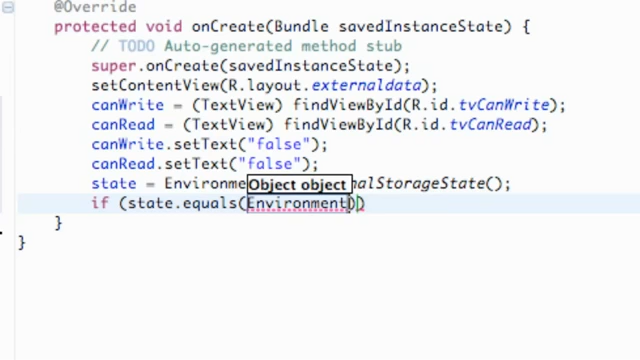 @Override
protected void onCreate(Bundle savedInstanceState) {
// TODO Auto-generated method stub
super.onCreate(savedInstanceState);
setContentView(R.layout.externaldata);
canWrite = (TextView) findViewById(R.id.tvCanWrite);
canRead = (TextView) findViewById(R.id.tvCanRead);
canWrite.setText("false");
canRead.setText("false");
Object object
state = Environme nalStorageState();
if (state.equals(Environment))
}
}